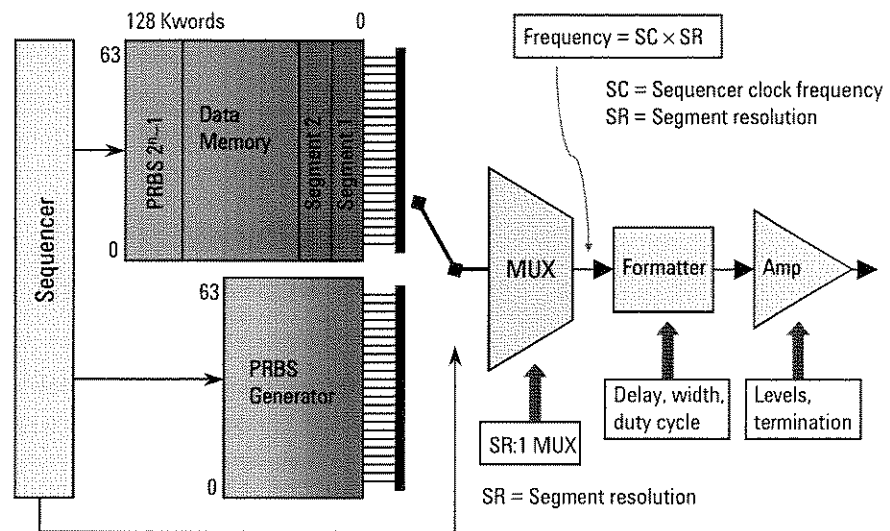 128 Kwords
0
63
0
Sequencer
PRBS 2ⁿ–1
Data
Memory
Segment 2
Segment 1
63
0
PRBS
Generator
Frequency = SC × SR
SC = Sequencer clock frequency
SR = Segment resolution
MUX
Formatter
Amp
SR:1 MUX
Delay, width,
duty cycle
Levels,
termination
SR = Segment resolution